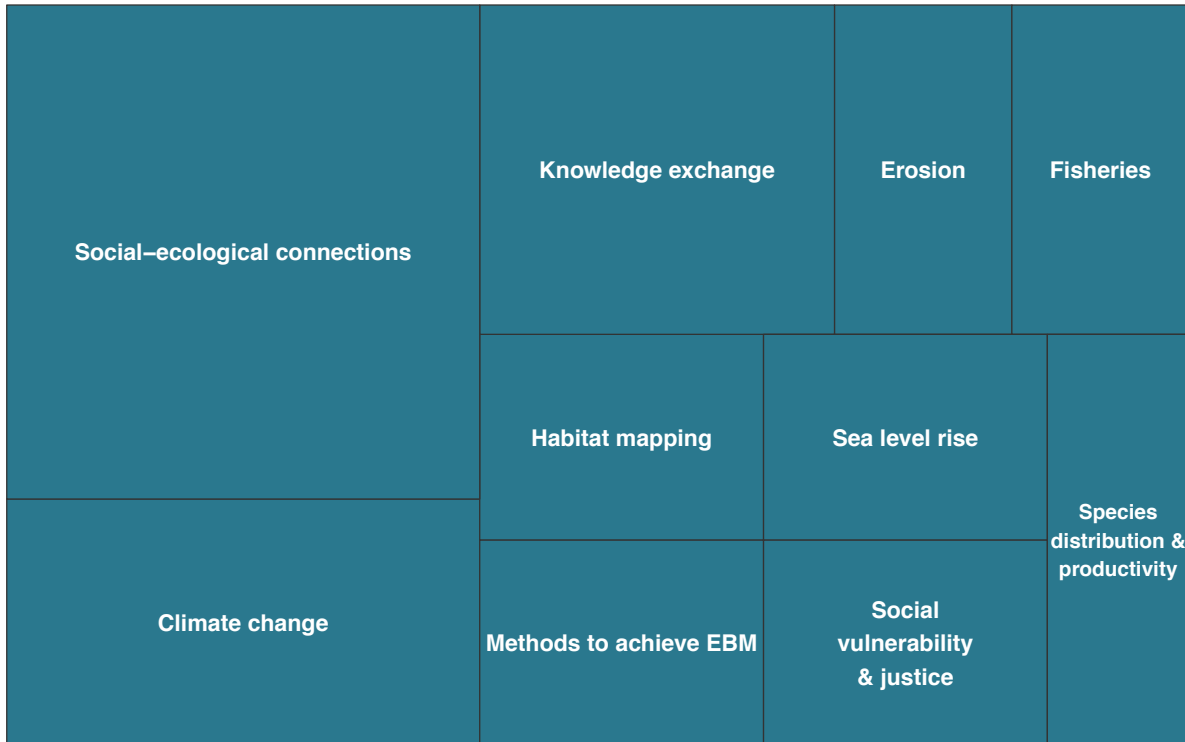 Social–ecological connections
Climate change
Knowledge exchange
Erosion
Fisheries
Habitat mapping
Sea level rise
Methods to achieve EBM
Social
vulnerability
& justice
Species
distribution &
productivity